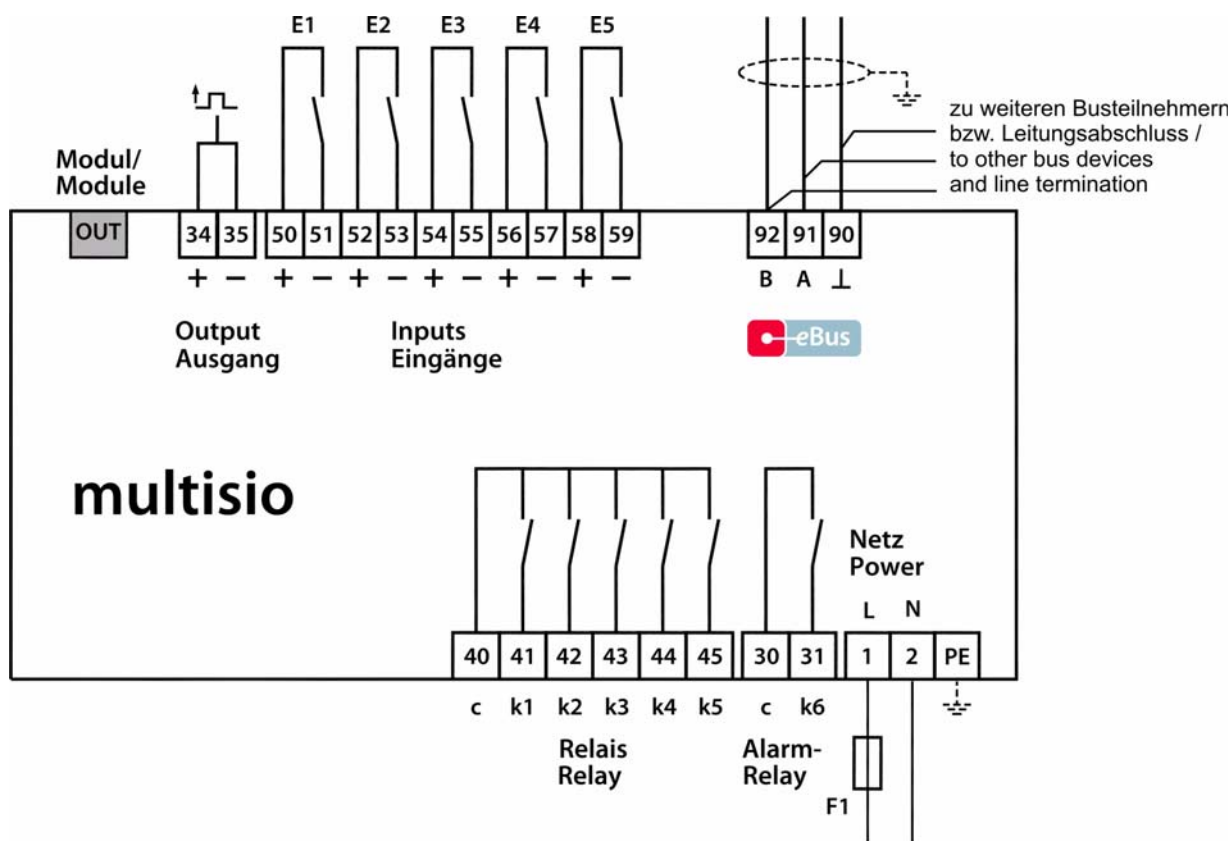 E1 E2 E3 E4 E5
zu weiteren Busteilnehmern
bzw. Leitungsabschluss /
to other bus devices
and line termination
Modul/
Module
OUT 34 35 50 51 52 53 54 55 56 57 58 59 92 91 90
+ − + − + − + − + − + − B A ⊥
Output
Ausgang
Inputs
Eingänge
eBus
multisio
Netz
Power
L N
40 41 42 43 44 45 30 31 1 2 PE
c k1 k2 k3 k4 k5 c k6
Relais
Relay
Alarm-
Relay
F1